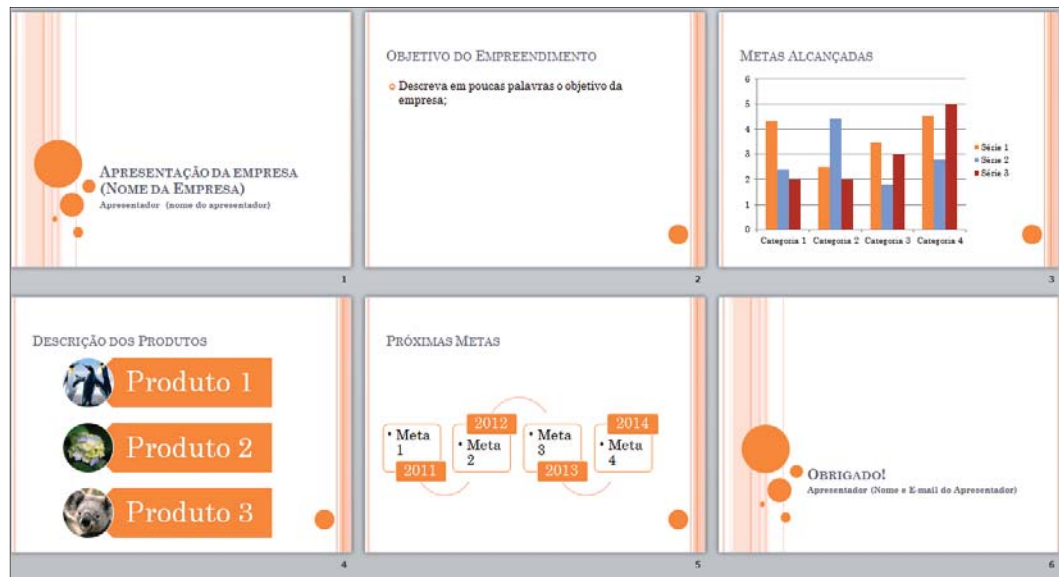 APRESENTAÇÃO DA EMPRESA
(NOME DA EMPRESA)
Apresentador (nome do apresentador)
1
OBJETIVO DO EMPREENDIMENTO
Descreva em poucas palavras o objetivo da
empresa;
2
METAS ALCANÇADAS
6
5
4
3
2
1
0
Categoria 1 Categoria 2 Categoria 3 Categoria 4
Série 1
Série 2
Série 3
3
DESCRIÇÃO DOS PRODUTOS
Produto 1
Produto 2
Produto 3
4
PRÓXIMAS METAS
• Meta
1
2011
2012
• Meta
2
• Meta
3
2013
2014
• Meta
4
5
OBRIGADO!
Apresentador (Nome e E-mail do Apresentador)
6